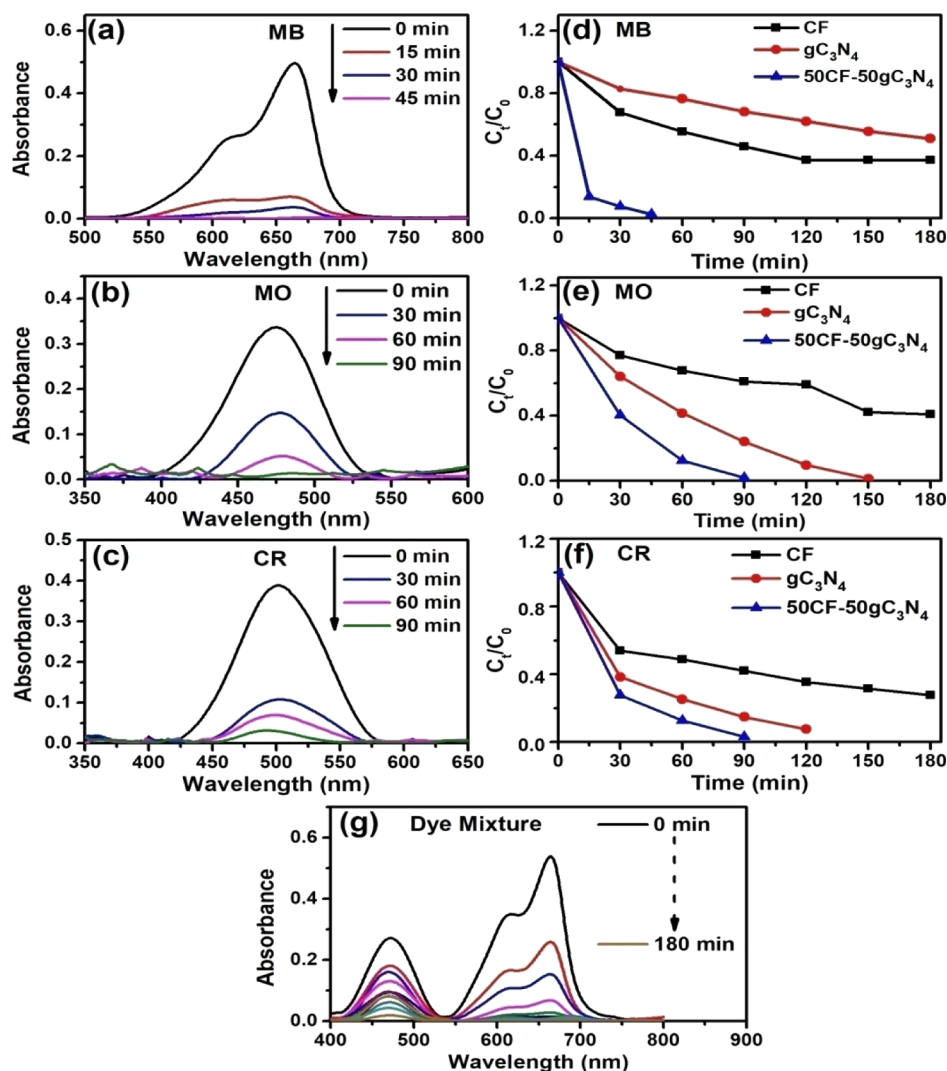 (a) MB
0 min
15 min
30 min
45 min
0.6
0.4
0.2
0.0
Absorbance
500 550 600 650 700 750 800
Wavelength (nm)
(d) MB
CF
gC₃N₄
50CF-50gC₃N₄
1.2
0.8
0.4
0.0
Cₜ/C₀
0 30 60 90 120 150 180
Time (min)
(b) MO
0 min
30 min
60 min
90 min
0.4
0.3
0.2
0.1
0.0
Absorbance
350 400 450 500 550 600
Wavelength (nm)
(e) MO
CF
gC₃N₄
50CF-50gC₃N₄
1.2
0.8
0.4
0.0
Cₜ/C₀
0 30 60 90 120 150 180
Time (min)
(c) CR
0 min
30 min
60 min
90 min
0.5
0.4
0.3
0.2
0.1
0.0
Absorbance
350 400 450 500 550 600 650
Wavelength (nm)
(f) CR
CF
gC₃N₄
50CF-50gC₃N₄
1.2
0.8
0.4
0.0
Cₜ/C₀
0 30 60 90 120 150 180
Time (min)
(g) Dye Mixture
0 min
180 min
0.6
0.4
0.2
0.0
Absorbance
400 500 600 700 800 900
Wavelength (nm)